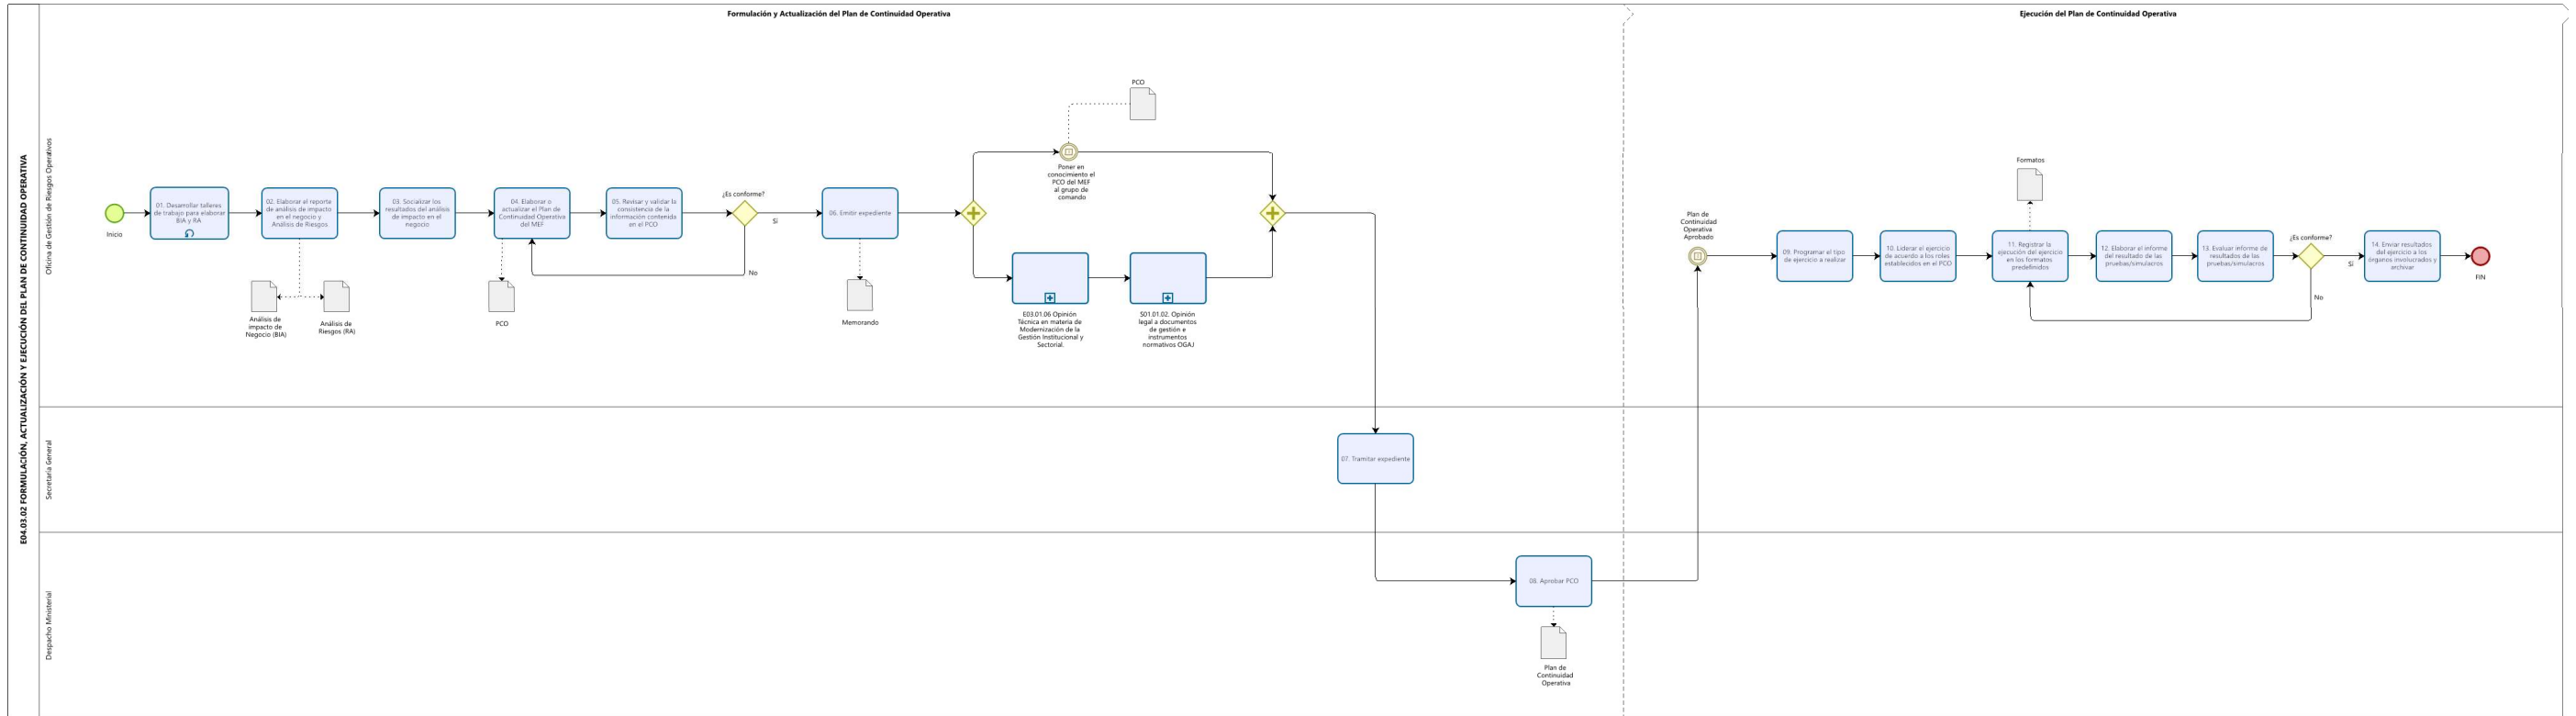 Formulación y Actualización del Plan de Continuidad Operativa
Ejecución del Plan de Continuidad Operativa
E04.03.02 FORMULACIÓN, ACTUALIZACIÓN Y EJECUCIÓN DEL PLAN DE CONTINUIDAD OPERATIVA
Oficina de Gestión de Riesgos Operativos
Inicio
01. Desarrollar talleres
de trabajo para elaborar
BIA y RA
02. Elaborar el reporte
de análisis de impacto
en el negocio y
Análisis de Riesgos
Análisis de
impacto de
Negocio (BIA)
Análisis de
Riesgos (RA)
03. Socializar los
resultados del análisis
de impacto en el
negocio
04. Elaborar o
actualizar el Plan de
Continuidad Operativa
del MEF
PCO
05. Revisar y validar la
consistencia de la
información contenida
en el PCO
¿Es conforme?
Sí
No
06. Emitir expediente
Memorando
PCO
Poner en
conocimiento el
PCO del MEF
al grupo de
comando
E03.01.06 Opinión
Técnica en materia de
Modernización de la
Gestión Institucional y
Sectorial.
S01.01.02. Opinión
legal a documentos
de gestión e
instrumentos
normativos OGAJ
Plan de
Continuidad
Operativa
Aprobado
09. Programar el tipo
de ejercicio a realizar
10. Liderar el ejercicio
de acuerdo a los roles
establecidos en el PCO
Formatos
11. Registrar la
ejecución del ejercicio
en los formatos
predefinidos
12. Elaborar el informe
del resultado de las
pruebas/simulacros
13. Evaluar informe de
resultados de las
pruebas/simulacros
¿Es conforme?
Sí
No
14. Enviar resultados
del ejercicio a los
órganos involucrados y
archivar
FIN
Secretaría General
07. Tramitar expediente
Despacho Ministerial
08. Aprobar PCO
Plan de
Continuidad
Operativa